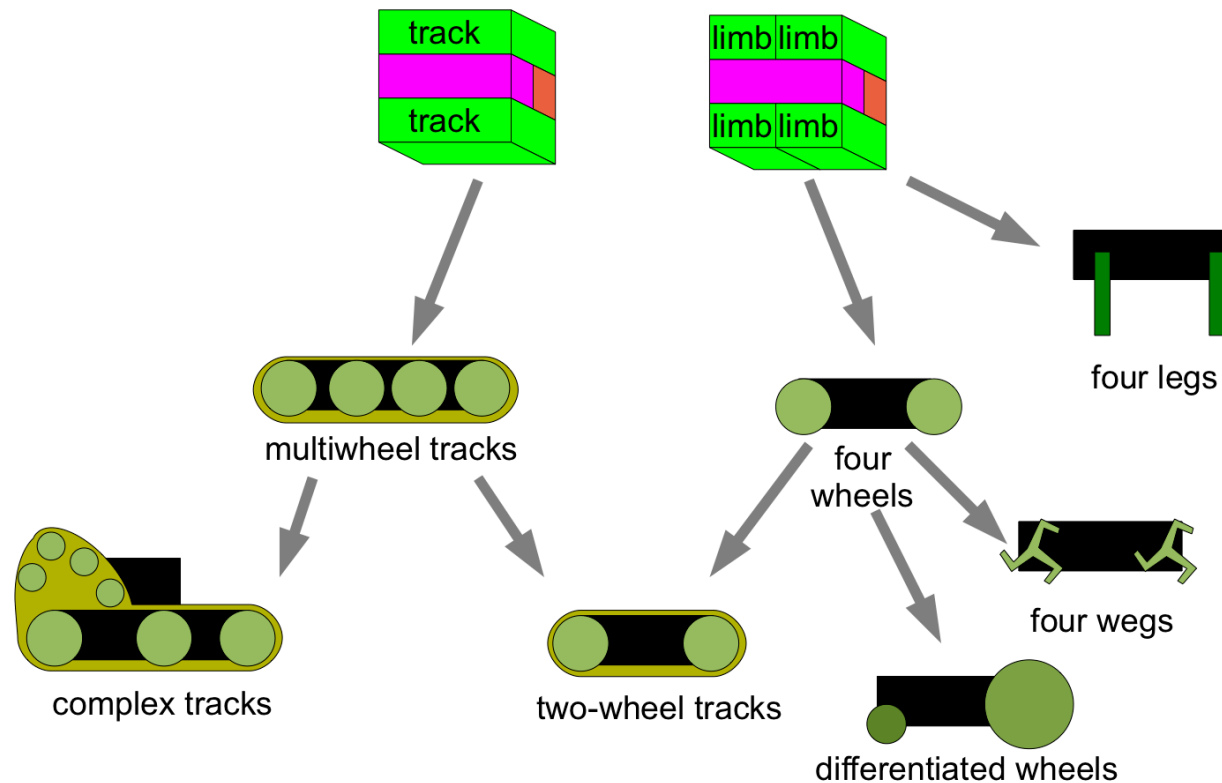 track
track
limb limb
limb limb
four legs
multiwheel tracks
four
wheels
four wegs
complex tracks
two-wheel tracks
differentiated wheels